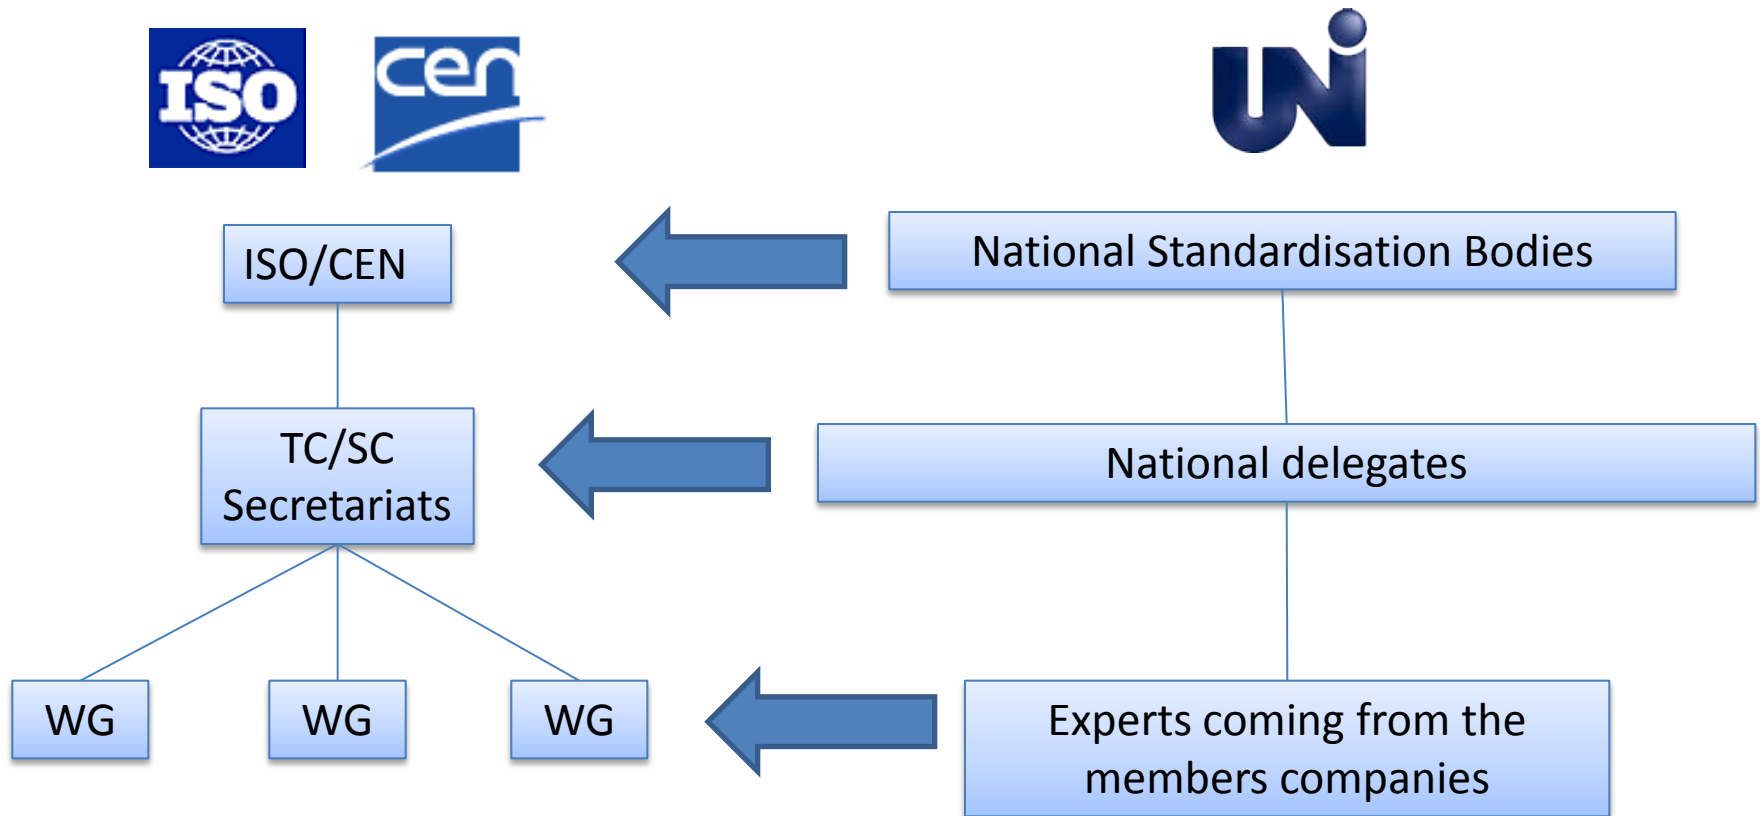 ISO
cen
UNI
ISO/CEN
National Standardisation Bodies
TC/SC
Secretariats
National delegates
WG
WG
WG
Experts coming from the
members companies